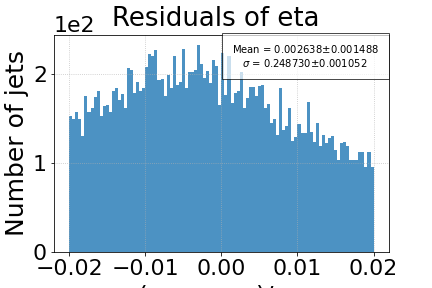 Residuals of eta
1e2
Mean = 0.002638±0.001488
σ = 0.248730±0.001052
Number of jets
2
1
0
−0.02 −0.01 0.00 0.01 0.02